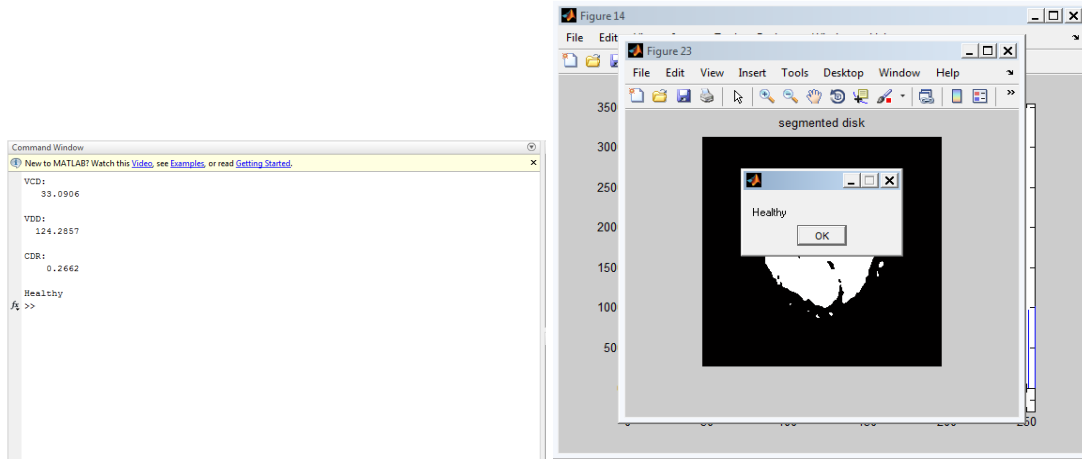 Command Window
New to MATLAB? Watch this Video, see Examples, or read Getting Started.
VCD:
33.0906
VDD:
124.2857
CDR:
0.2662
Healthy
fx >>
Figure 14
File Edit
Figure 23
File Edit View Insert Tools Desktop Window Help
segmented disk
Healthy
OK
350
300
250
200
150
100
50
0
0 50 150 200 250